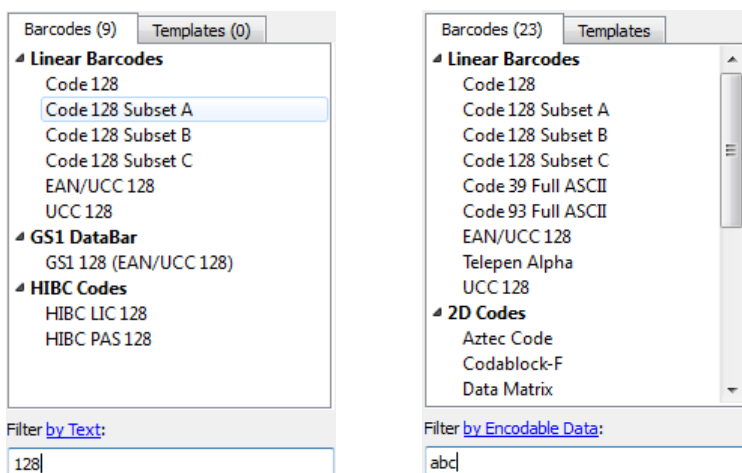 Barcodes (9) Templates (0)
Linear Barcodes
Code 128
Code 128 Subset A
Code 128 Subset B
Code 128 Subset C
EAN/UCC 128
UCC 128
GS1 DataBar
GS1 128 (EAN/UCC 128)
HIBC Codes
HIBC LIC 128
HIBC PAS 128
Filter by Text:
128
Barcodes (23) Templates
Linear Barcodes
Code 128
Code 128 Subset A
Code 128 Subset B
Code 128 Subset C
Code 39 Full ASCII
Code 93 Full ASCII
EAN/UCC 128
Telepen Alpha
UCC 128
2D Codes
Aztec Code
Codablock-F
Data Matrix
Filter by Encodable Data:
abc